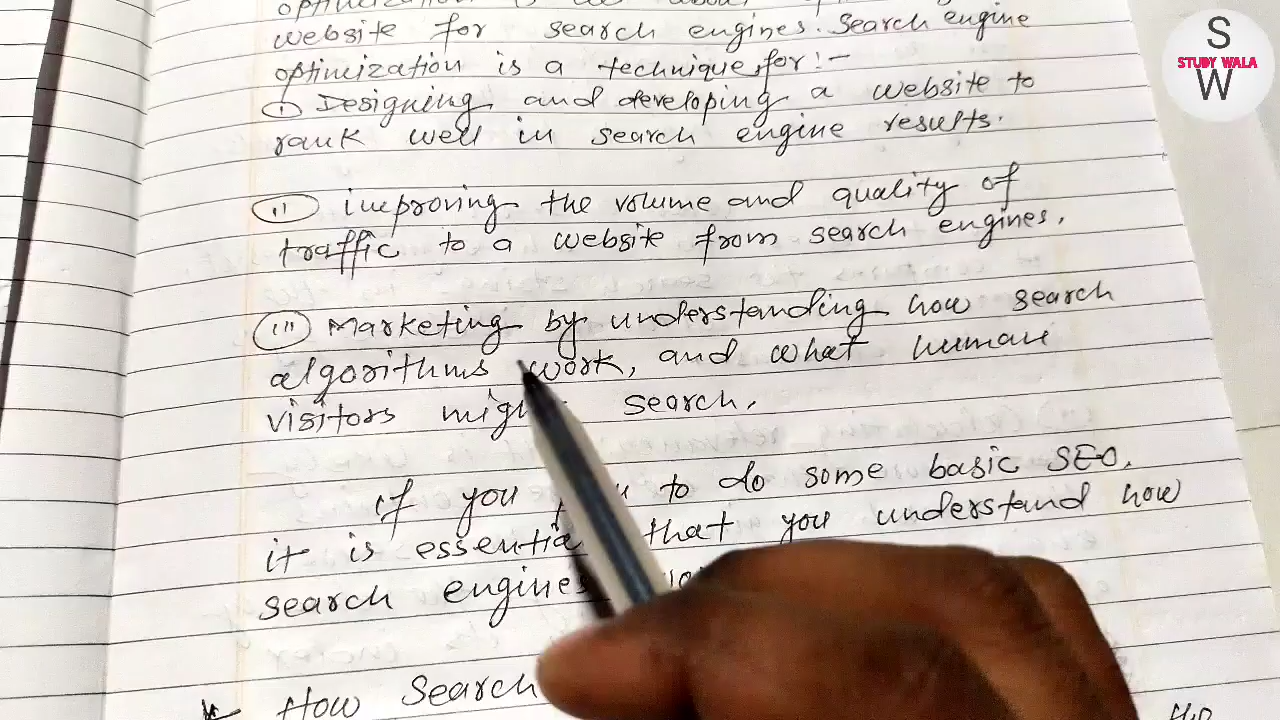 optimization is
website for search engines. Search engine
optimization is a technique for:-
(i) Designing and developing a website to
rank well in search engine results.
(ii) improving the volume and quality of
traffic to a website from search engines.
(iii) Marketing by understanding how search
algorithms work, and what human
visitors might search.
if you to do some basic SEO.
it is essential that you understand how
search engines
* How Search
S
STUDY WALA
W